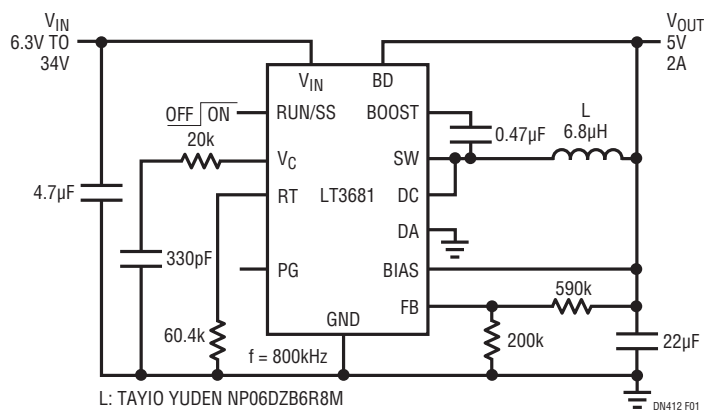 VIN
6.3V TO
34V
VOUT
5V
2A
VIN
BD
OFF ON
RUN/SS
BOOST
20k
0.47µF
L
6.8µH
VC
SW
4.7µF
RT
LT3681
DC
DA
330pF
PG
BIAS
590k
FB
GND
60.4k
f = 800kHz
200k
22µF
L: TAYIO YUDEN NP06DZB6R8M
DN412 F01